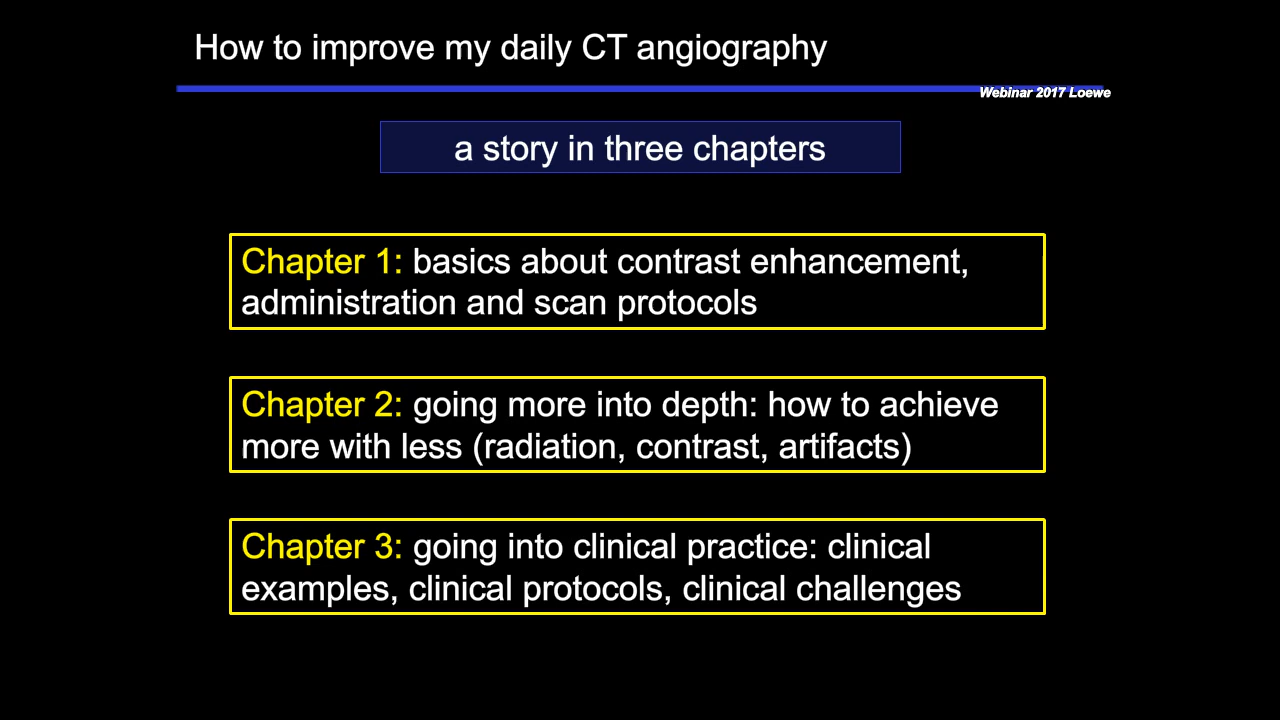 How to improve my daily CT angiography
Webinar 2017 Loewe
a story in three chapters
Chapter 1: basics about contrast enhancement,
administration and scan protocols
Chapter 2: going more into depth: how to achieve
more with less (radiation, contrast, artifacts)
Chapter 3: going into clinical practice: clinical
examples, clinical protocols, clinical challenges